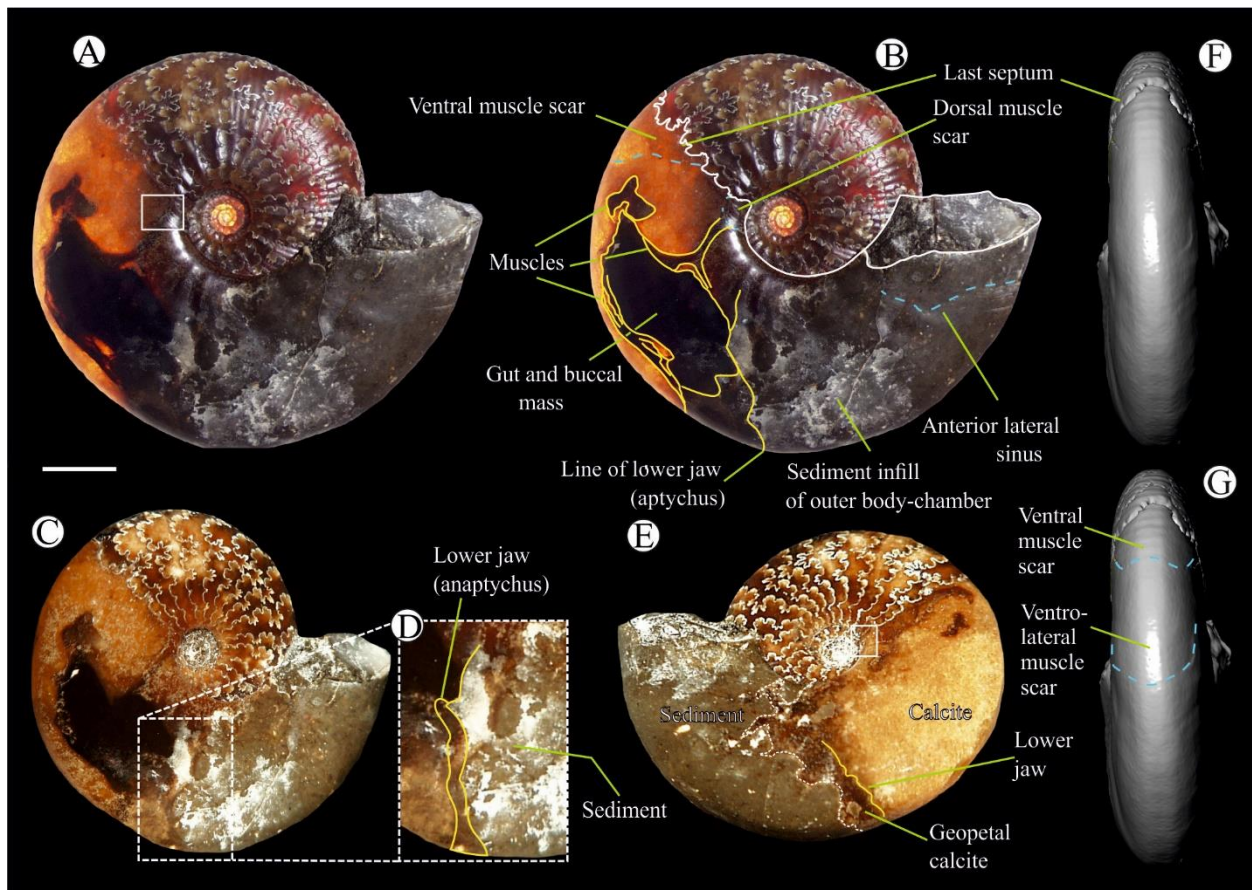 A
B
F
Last septum
Ventral muscle scar
Dorsal muscle
scar
Muscles
Gut and buccal
mass
Anterior lateral
sinus
Line of lower jaw
(aptychus)
Sediment infill
of outer body-chamber
G
C
E
Ventral
muscle
scar
Lower jaw
(anaptychus)
D
Ventro-
lateral
muscle
scar
Sediment
Calcite
Lower
jaw
Sediment
Geopetal
calcite